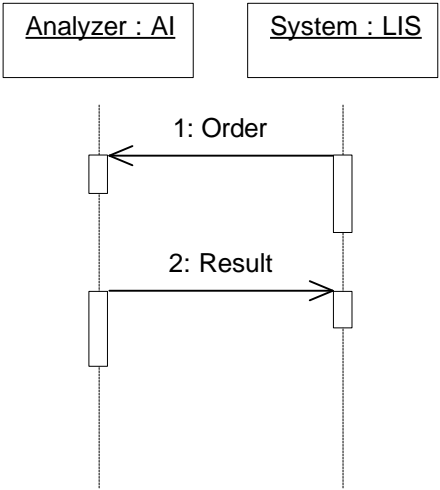 Analyzer : AI
System : LIS
1: Order
2: Result